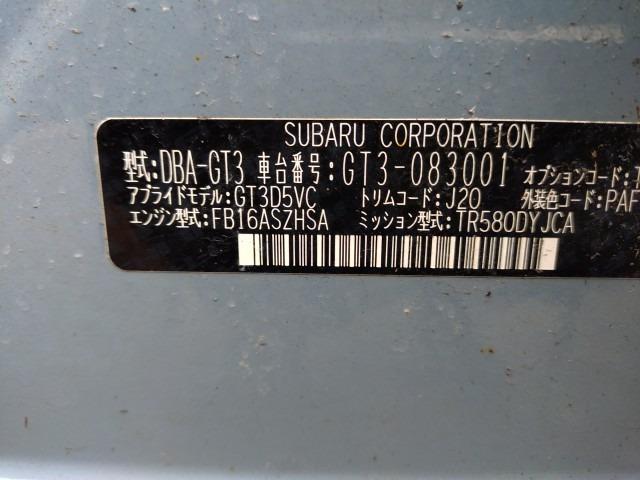 SUBARU CORPORATION
型式:DBA-GT3 車台番号:GT3-083001 オプションコード:
アプライドモデル:GT3D5VC トリムコード:J20 外装色コード:PAF
エンジン型式:FB16ASZHSA ミッション型式:TR580DYJCA